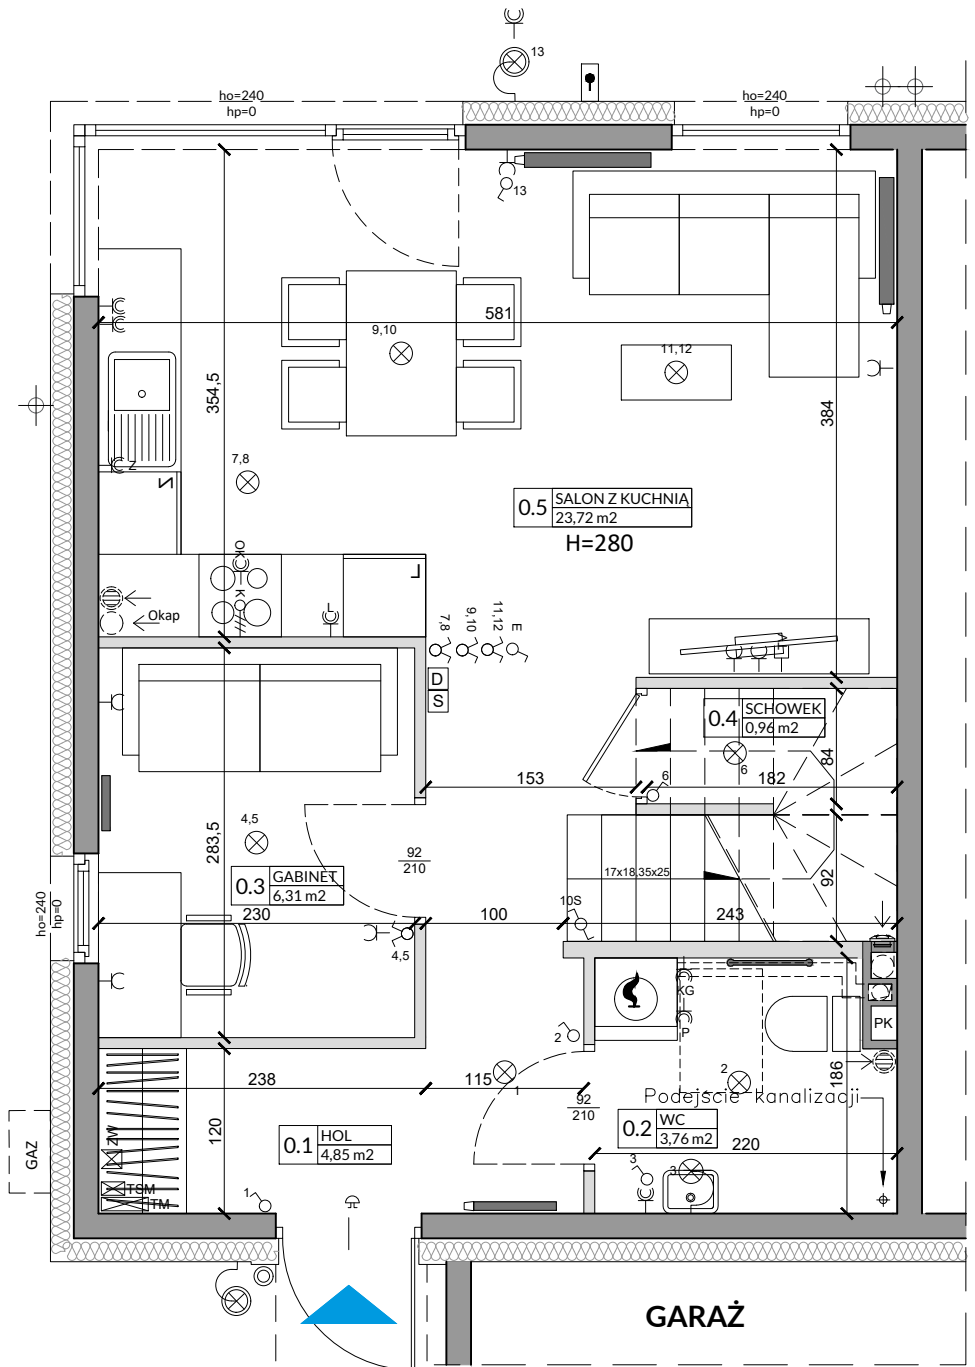 13
ho=240
hp=0
ho=240
hp=0
13
581
9,10
11,12
354,5
384
Z
7,8
0.5 SALON Z KUCHNIĄ
23,72 m2
H=280
OK
K
L
L
Okap
7,8
9,10
11,12
E
D
S
0.4 SCHOWEK
0,96 m2
6
84
153
6
182
4,5
283,5
92
210
17x18,35x25
92
0.3 GABINET
6,31 m2
ho=240
hp=0
230
100
10S
243
4,5
KG
P
PK
2
238
115
1
2
186
92
210
Podejście kanalizacji
120
ZW
0.1 HOL
4,85 m2
0.2 WC
3,76 m2
220
GAZ
TSM
TM
1
3
3
GARAŻ